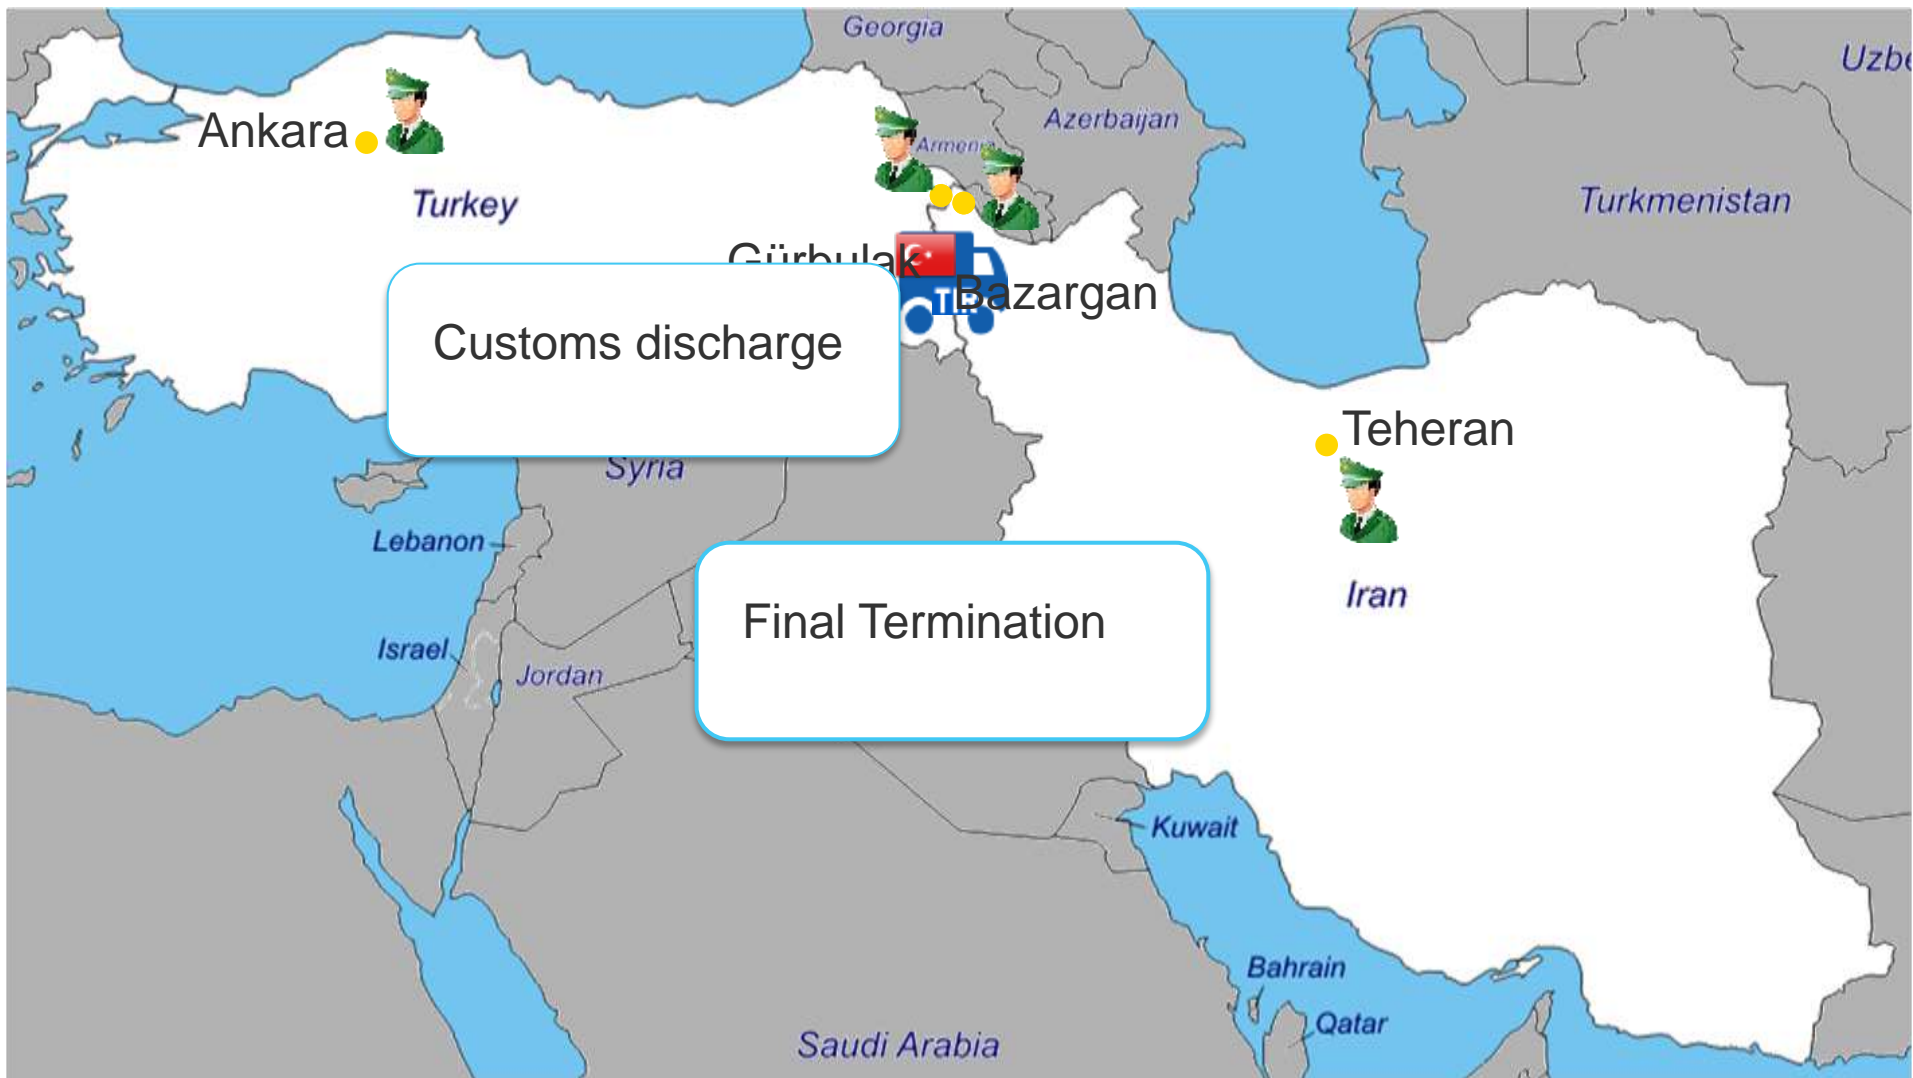 Georgia
Uzbe
Ankara
Azerbaijan
Armenia
Turkey
Turkmenistan
Gürbulak
Bazargan
Customs discharge
Teheran
Syria
Lebanon
Iran
Final Termination
Israel
Jordan
Kuwait
Bahrain
Qatar
Saudi Arabia